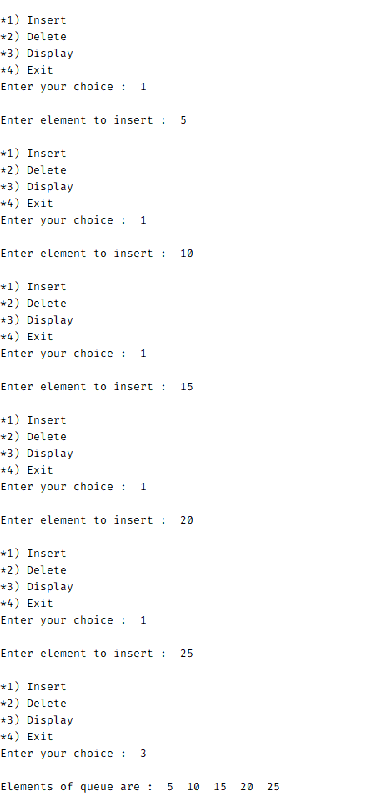 *1) Insert
*2) Delete
*3) Display
*4) Exit
Enter your choice :  1
Enter element to insert :  5
*1) Insert
*2) Delete
*3) Display
*4) Exit
Enter your choice :  1
Enter element to insert :  10
*1) Insert
*2) Delete
*3) Display
*4) Exit
Enter your choice :  1
Enter element to insert :  15
*1) Insert
*2) Delete
*3) Display
*4) Exit
Enter your choice :  1
Enter element to insert :  20
*1) Insert
*2) Delete
*3) Display
*4) Exit
Enter your choice :  1
Enter element to insert :  25
*1) Insert
*2) Delete
*3) Display
*4) Exit
Enter your choice :  3
Elements of queue are :  5  10  15  20  25